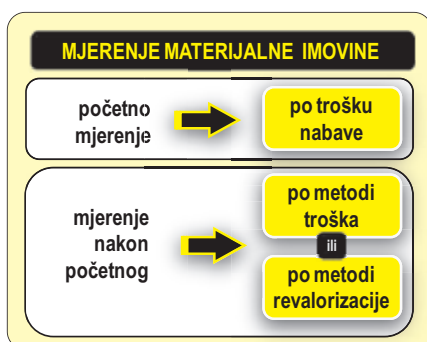 MJERENJE MATERIJALNE IMOVINE
početno
mjerenje
po trošku
nabave
mjerenje
nakon
početnog
po metodi
troška
ili
po metodi
revalorizacije